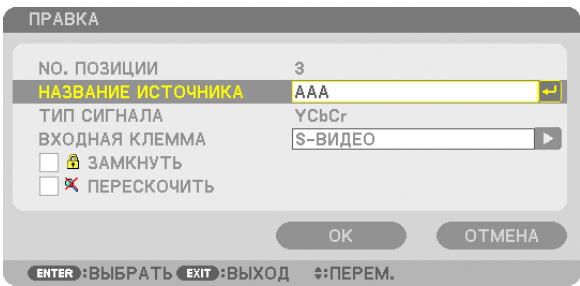 ПРАВКА
NO. ПОЗИЦИИ 3
НАЗВАНИЕ ИСТОЧНИКА AAA
ТИП СИГНАЛА YCbCr
ВХОДНАЯ КЛЕММА S-ВИДЕО
ЗАМКНУТЬ
ПЕРЕСКОЧИТЬ
OK ОТМЕНА
ENTER :ВЫБРАТЬ EXIT :ВЫХОД :ПЕРЕМ.